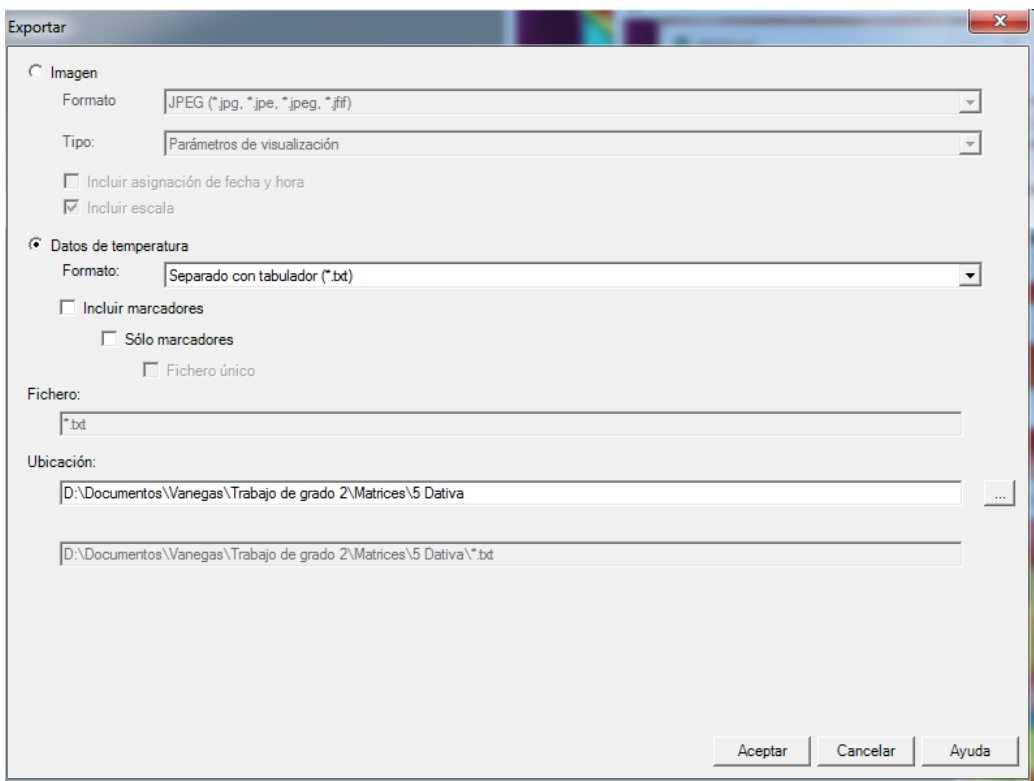 Exportar
Imagen
Formato
JPEG (*.jpg, *.jpe, *.jpeg, *.jfif)
Tipo:
Parámetros de visualización
Incluir asignación de fecha y hora
Incluir escala
Datos de temperatura
Formato:
Separado con tabulador (*.txt)
Incluir marcadores
Sólo marcadores
Fichero único
Fichero:
*.txt
Ubicación:
D:\Documentos\Vanegas\Trabajo de grado 2\Matrices\5 Dativa
...
D:\Documentos\Vanegas\Trabajo de grado 2\Matrices\5 Dativa\*.txt
Aceptar Cancelar Ayuda